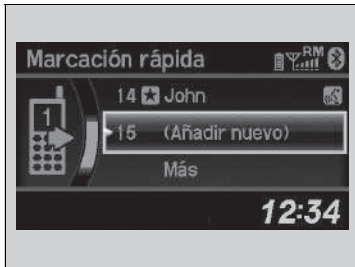 Marcación rápida RM
14 John
1
15 (Añadir nuevo)
Más
12:34